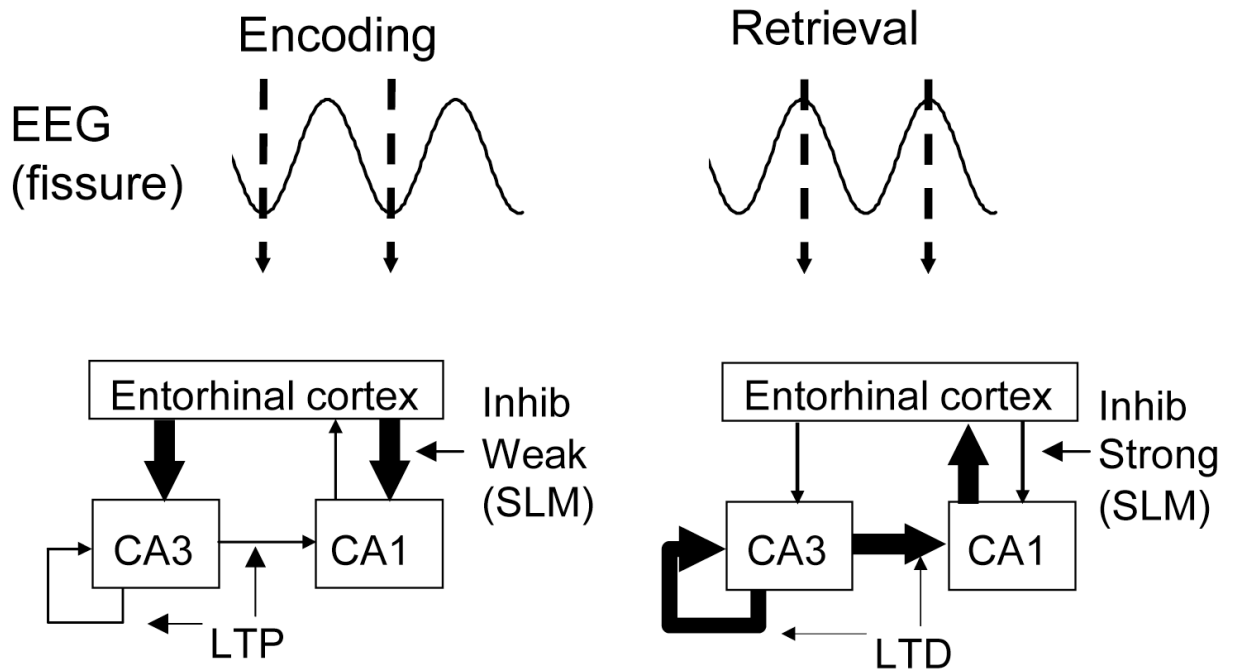 Encoding
Retrieval
EEG
(fissure)
Entorhinal cortex
Inhib
Weak
(SLM)
CA3
CA1
LTP
Entorhinal cortex
Inhib
Strong
(SLM)
CA3
CA1
LTD